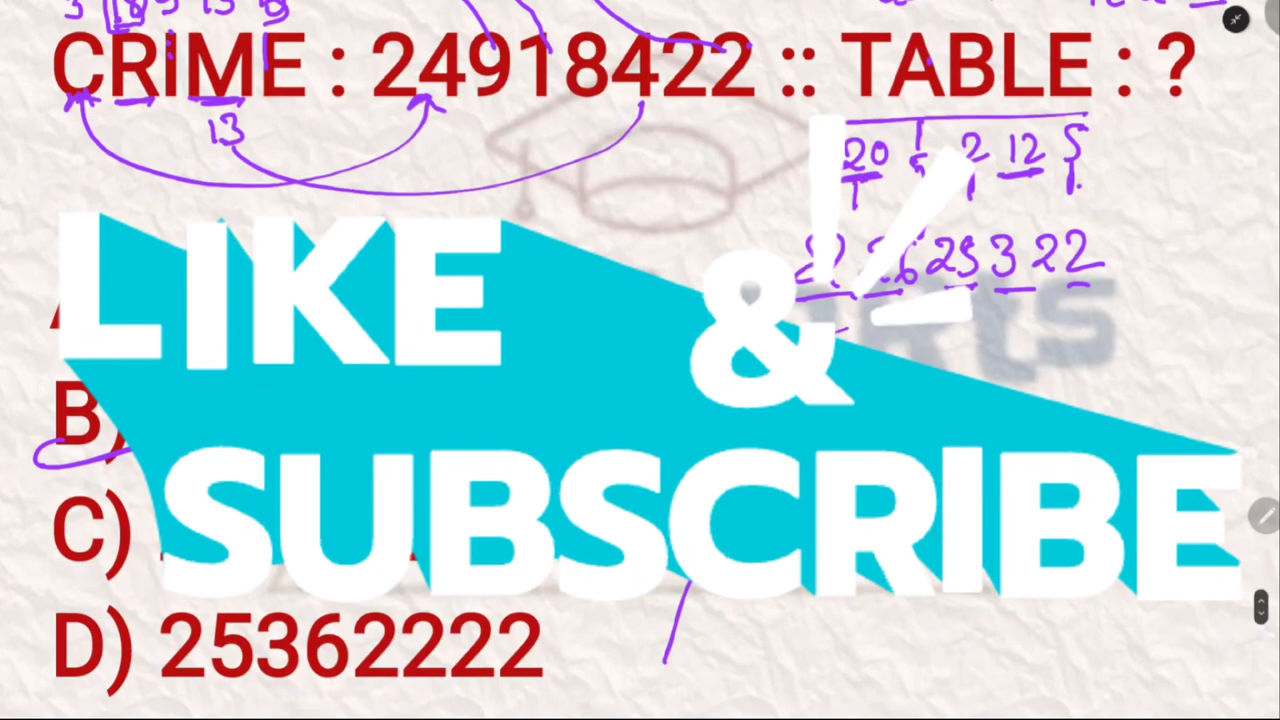 CRIME : 24918422 :: TABLE : ?
13
20 1 2 12 5
25 3 22
LIKE &
B)
SUBSCRIBE
C)
D) 25362222